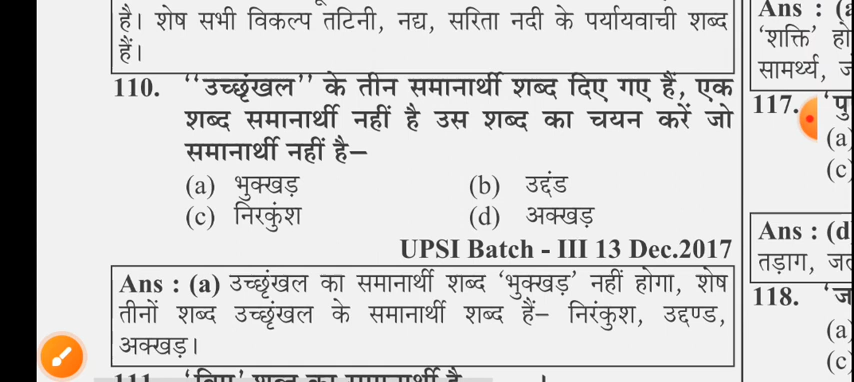 है। शेष सभी विकल्प तटिनी, नद्य, सरिता नदी के पर्यायवाची शब्द
हैं।
110. ‘‘उच्छृंखल’’ के तीन समानार्थी शब्द दिए गए हैं, एक
शब्द समानार्थी नहीं है उस शब्द का चयन करें जो
समानार्थी नहीं है–
(a) भुक्खड़ (b) उद्दंड
(c) निरकुंश (d) अक्खड़
UPSI Batch - III 13 Dec.2017
Ans : (a) उच्छृंखल का समानार्थी शब्द ‘भुक्खड़’ नहीं होगा, शेष
तीनों शब्द उच्छृंखल के समानार्थी शब्द हैं– निरंकुश, उद्दण्ड,
अक्खड़।
Ans : (a
‘शक्ति’ हो
सामर्थ्य,
117. ‘पु
(a)
(c)
Ans : (d
तड़ाग,
118. ‘ज
(a)
(c)